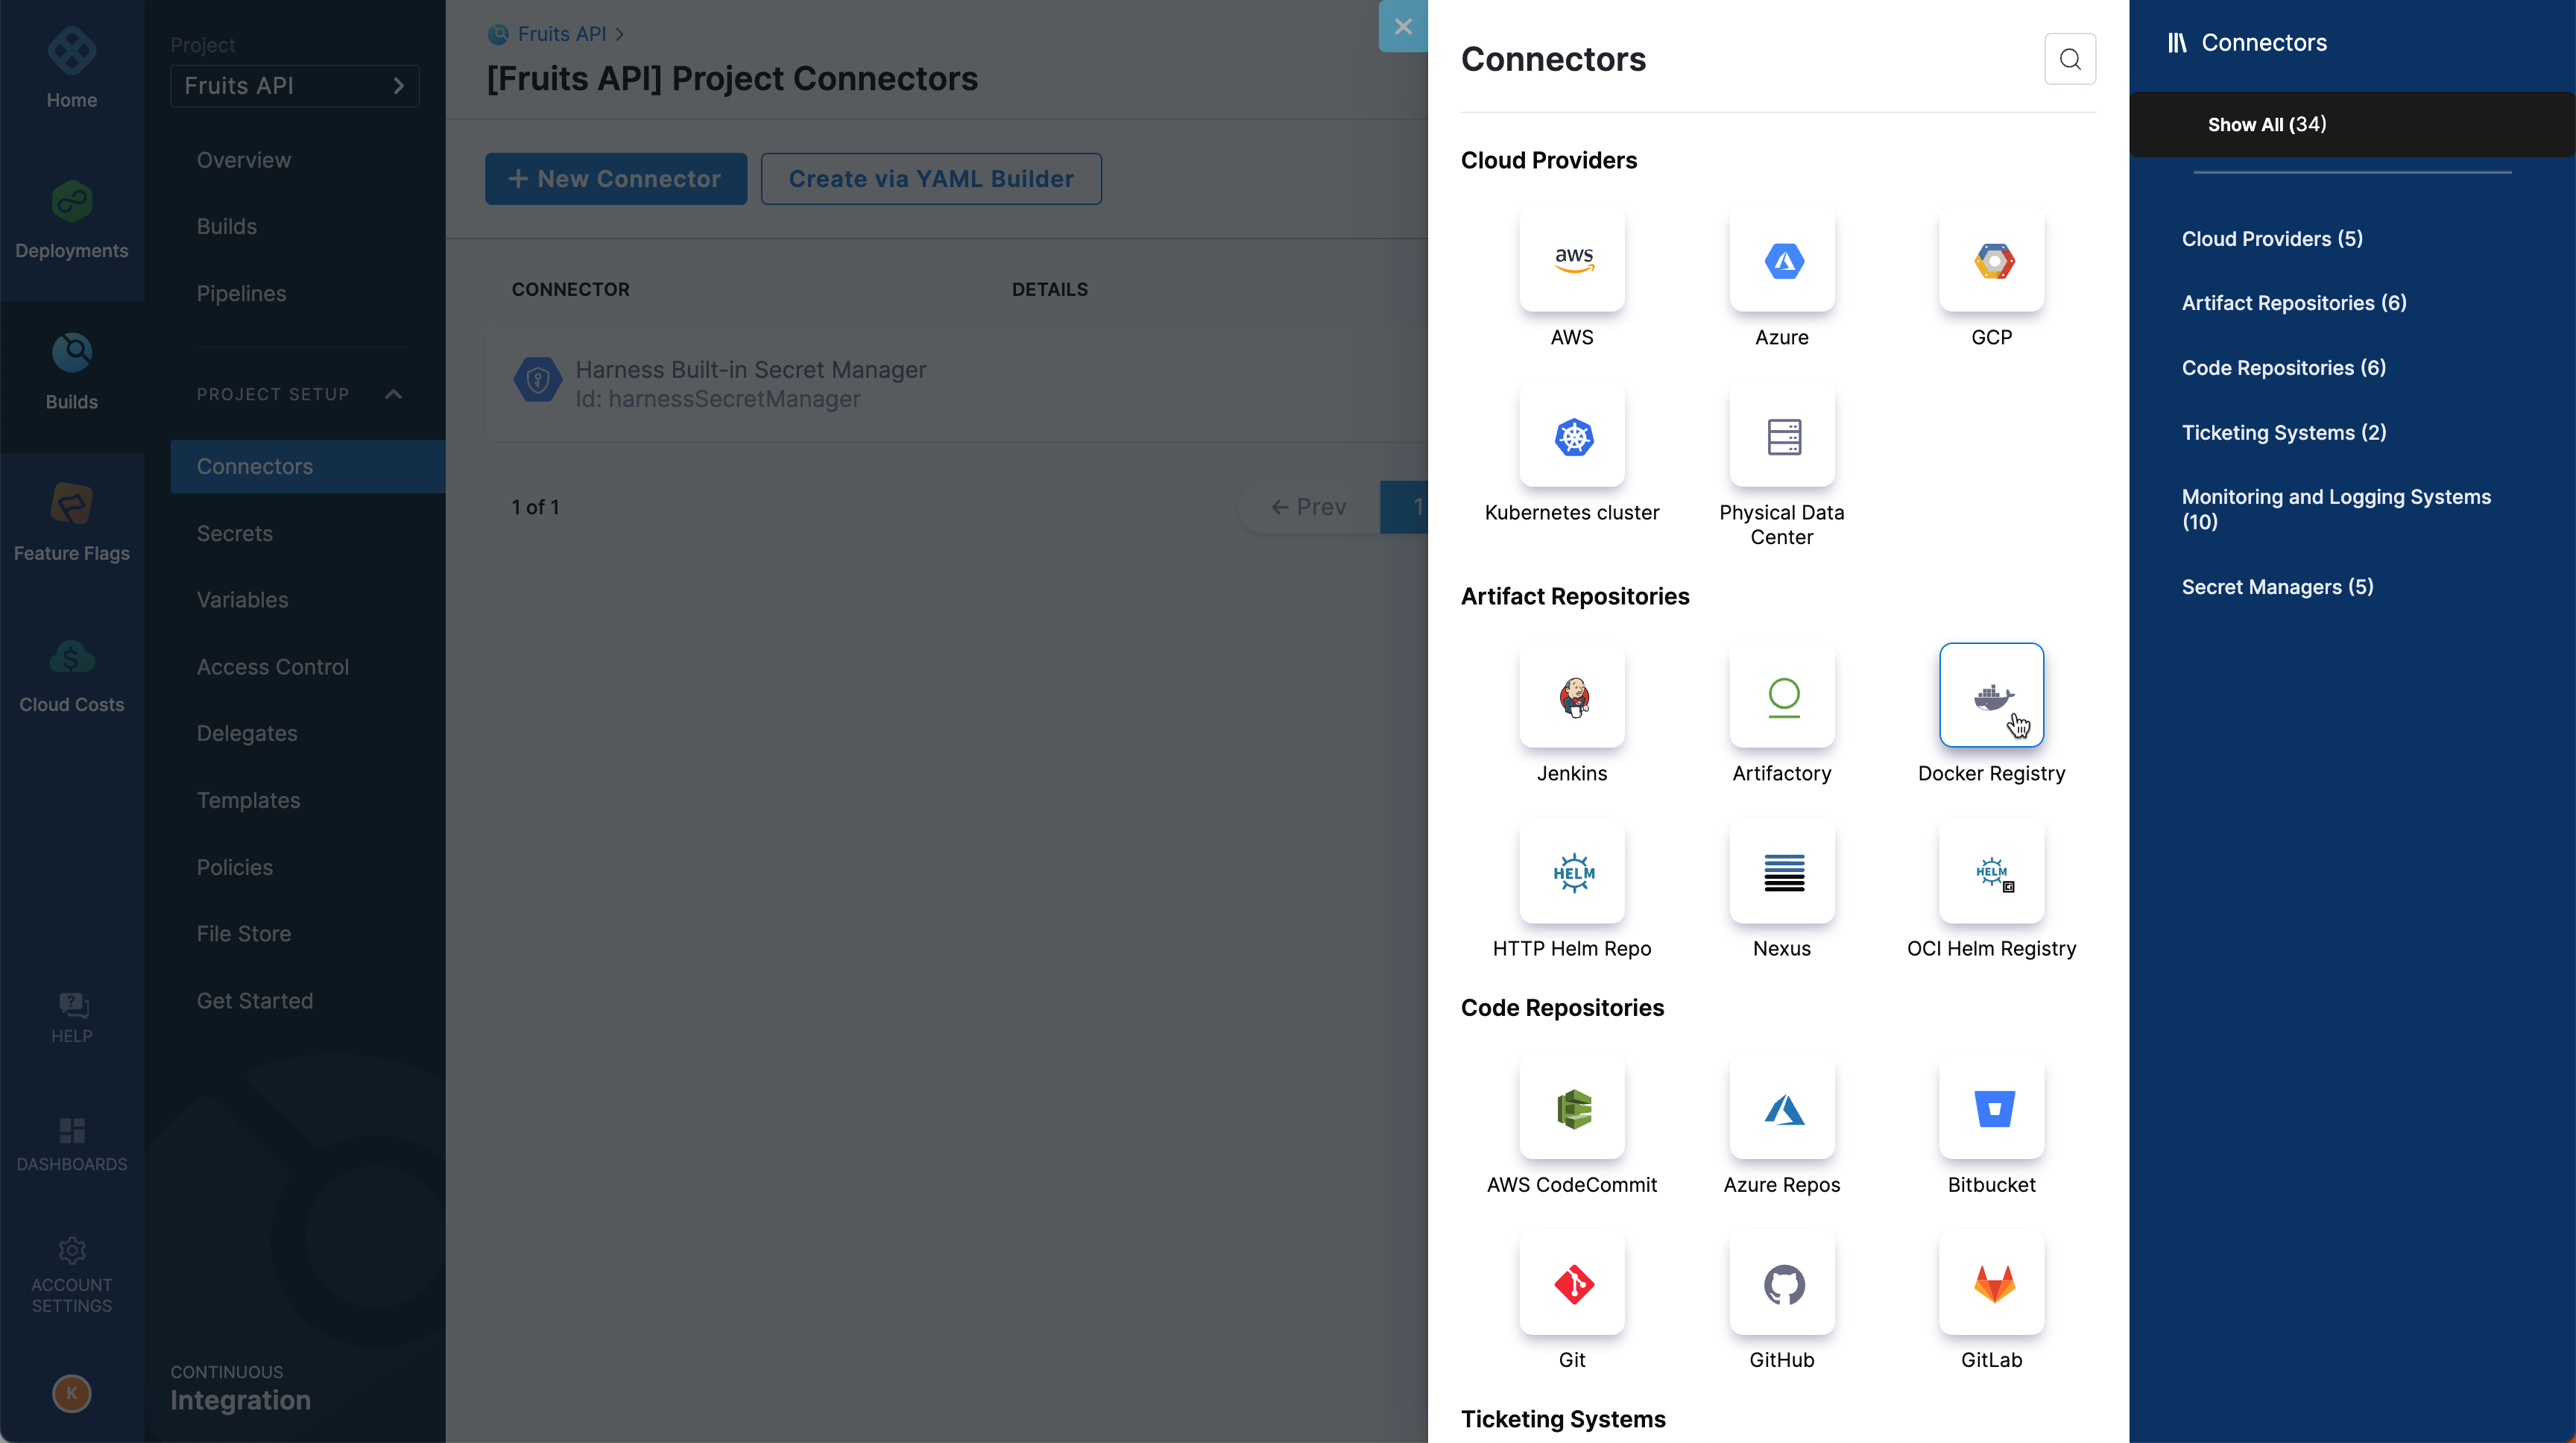 Home
Deployments
Builds
Feature Flags
Cloud Costs
HELP
DASHBOARDS
ACCOUNT
SETTINGS
K
Project
Fruits API
Overview
Builds
Pipelines
PROJECT SETUP
Connectors
Secrets
Variables
Access Control
Delegates
Templates
Policies
File Store
Get Started
CONTINUOUS
Integration
Fruits API
[Fruits API] Project Connectors
+ New Connector
Create via YAML Builder
CONNECTOR
DETAILS
Harness Built-in Secret Manager
Id: harnessSecretManager
1 of 1
Prev
1
Connectors
Cloud Providers
aws
AWS
Azure
GCP
Kubernetes cluster
Physical Data
Center
Artifact Repositories
Jenkins
Artifactory
Docker Registry
HELM
HELM
HTTP Helm Repo
Nexus
OCI Helm Registry
Code Repositories
AWS CodeCommit
Azure Repos
Bitbucket
Git
GitHub
GitLab
Ticketing Systems
Connectors
Show All (34)
Cloud Providers (5)
Artifact Repositories (6)
Code Repositories (6)
Ticketing Systems (2)
Monitoring and Logging Systems
(10)
Secret Managers (5)